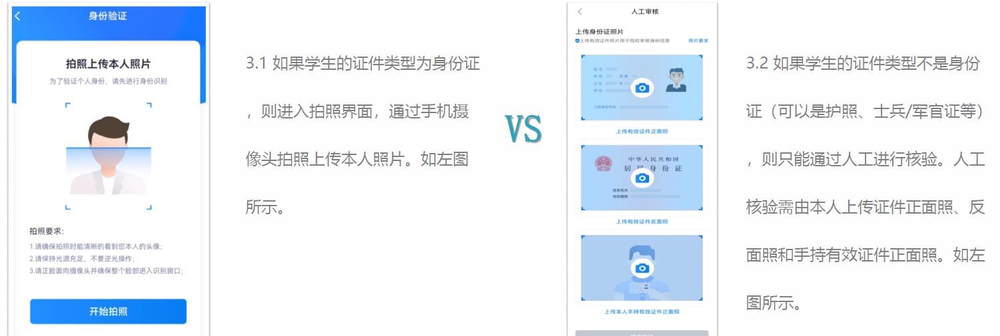 身份验证
拍照上传本人照片
为了验证个人身份，请先进行身份识别
拍照要求：
1.请确保拍照时能清晰的看到您本人的头像；
2.请保持光源充足，不要逆光操作；
3.请正脸面向摄像头并确保整个脸部进入识别窗口；
开始拍照
3.1 如果学生的证件类型为身份证
，则进入拍照界面，通过手机摄
像头拍照上传本人照片。如左图
所示。
VS
人工审核
上传身份证照片
上传有效证件照片用于院校审核身份信息
照片要求
姓名
性别 民族
出生 年
住址
公民身份号码
上传有效证件正面照
中华人民共和国
居民身份证
签发机关
有效期限
上传有效证件反面照
上传本人手持有效证件正面照
3.2 如果学生的证件类型不是身份
证（可以是护照、士兵/军官证等）
，则只能通过人工进行核验。人工
核验需由本人上传证件正面照、反
面照和手持有效证件正面照。如左
图所示。